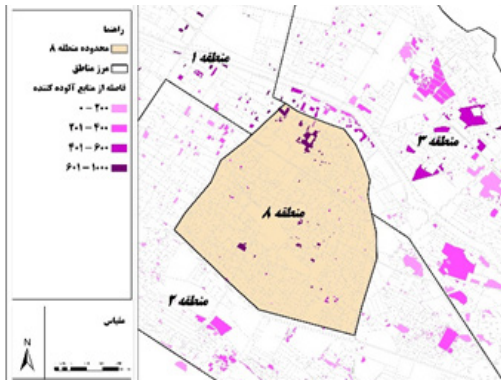 راهنما
محدوده منطقه ۸
مرز مناطق
فاصله از منابع آلوده کننده
۰ – ۲۰۰
۲۰۱ – ۴۰۰
۴۰۱ – ۶۰۰
۶۰۱ – ۱۰۰۰
مقیاس
N
منطقه ۱
منطقه ۳
منطقه ۸
منطقه ۲